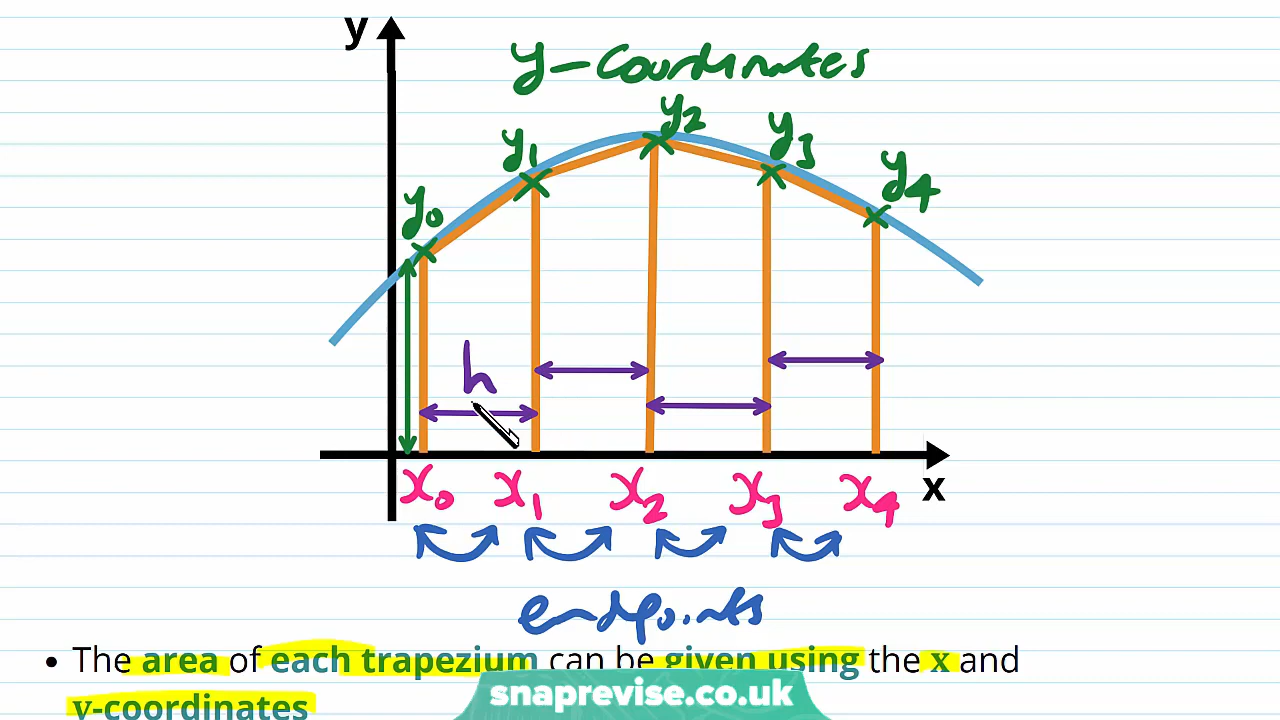 y
y-coordinates
y0 y1 y2 y3 y4
h
x0 x1 x2 x3 x4
x
endpoints
• The area of each trapezium can be given using the x and
y-coordinates
snaprevise.co.uk